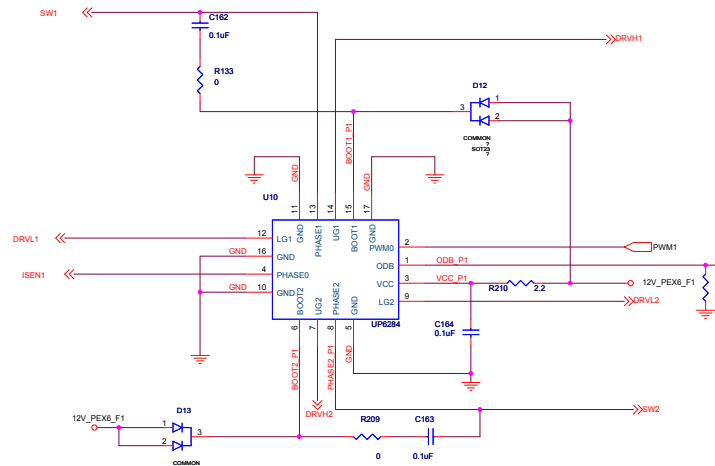 SW1
C162
0.1uF
DRVH1
R133
0
D12
3
1
2
COMMON
?
SOT23
?
BOOT1_P1
GND
GND
U10
11
13
14
15
17
GND
PHASE1
UG1
BOOT1
GND
DRVL1
12
LG1
PWM0
2
PWM1
GND
16
GND
ODB
1
ODB_P1
ISEN1
4
PHASE0
VCC
3
VCC_P1
R210
2.2
12V_PEX6_F1
GND
10
GND
LG2
9
DRVL2
BOOT2
UG2
PHASE2
GND
UP6284
6
7
8
5
C164
0.1uF
BOOT2_P1
PHASE2_P1
GND
DRVH2
SW2
12V_PEX6_F1
D13
1
2
3
COMMON
R209
0
C163
0.1uF